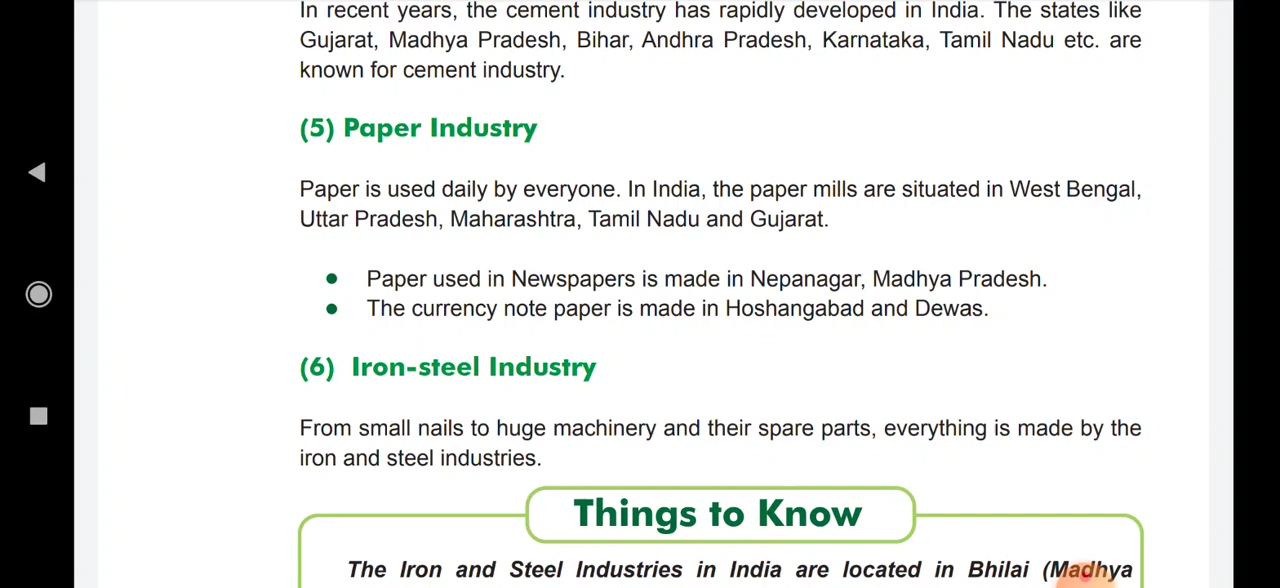 In recent years, the cement industry has rapidly developed in India. The states like
Gujarat, Madhya Pradesh, Bihar, Andhra Pradesh, Karnataka, Tamil Nadu etc. are
known for cement industry.
(5) Paper Industry
Paper is used daily by everyone. In India, the paper mills are situated in West Bengal,
Uttar Pradesh, Maharashtra, Tamil Nadu and Gujarat.
● Paper used in Newspapers is made in Nepanagar, Madhya Pradesh.
● The currency note paper is made in Hoshangabad and Dewas.
(6) Iron-steel Industry
From small nails to huge machinery and their spare parts, everything is made by the
iron and steel industries.
Things to Know
The Iron and Steel Industries in India are located in Bhilai (Madhya